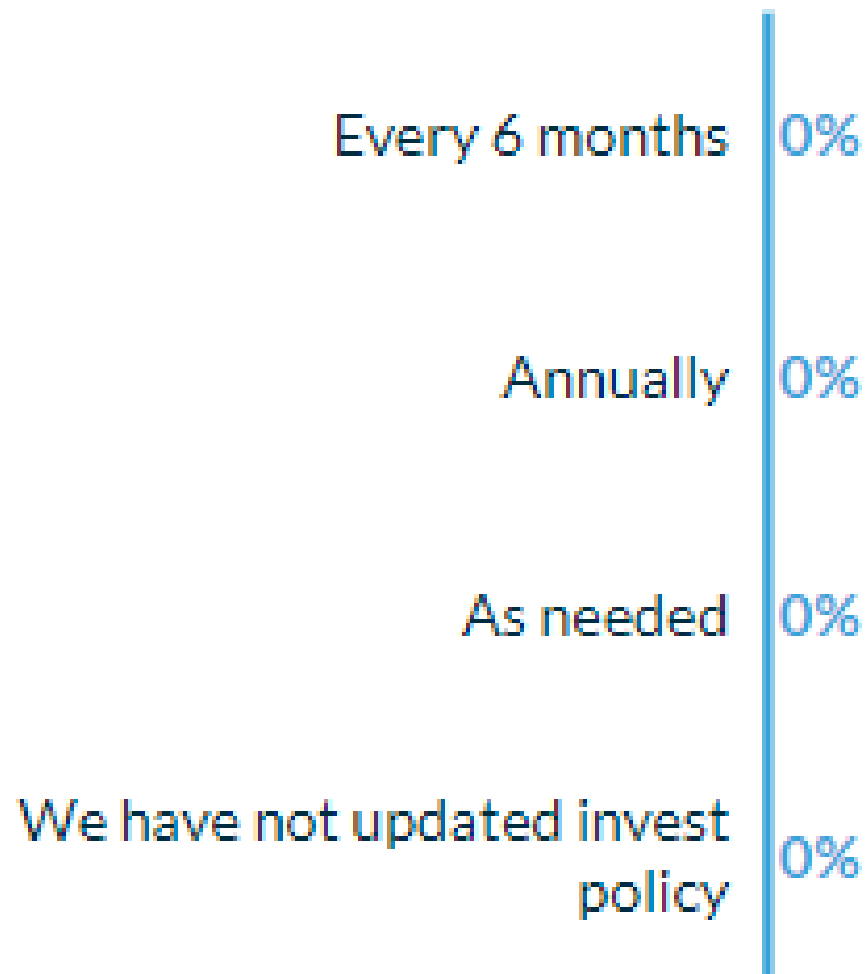 Every 6 months 0%
Annually 0%
As needed 0%
We have not updated invest
policy 0%